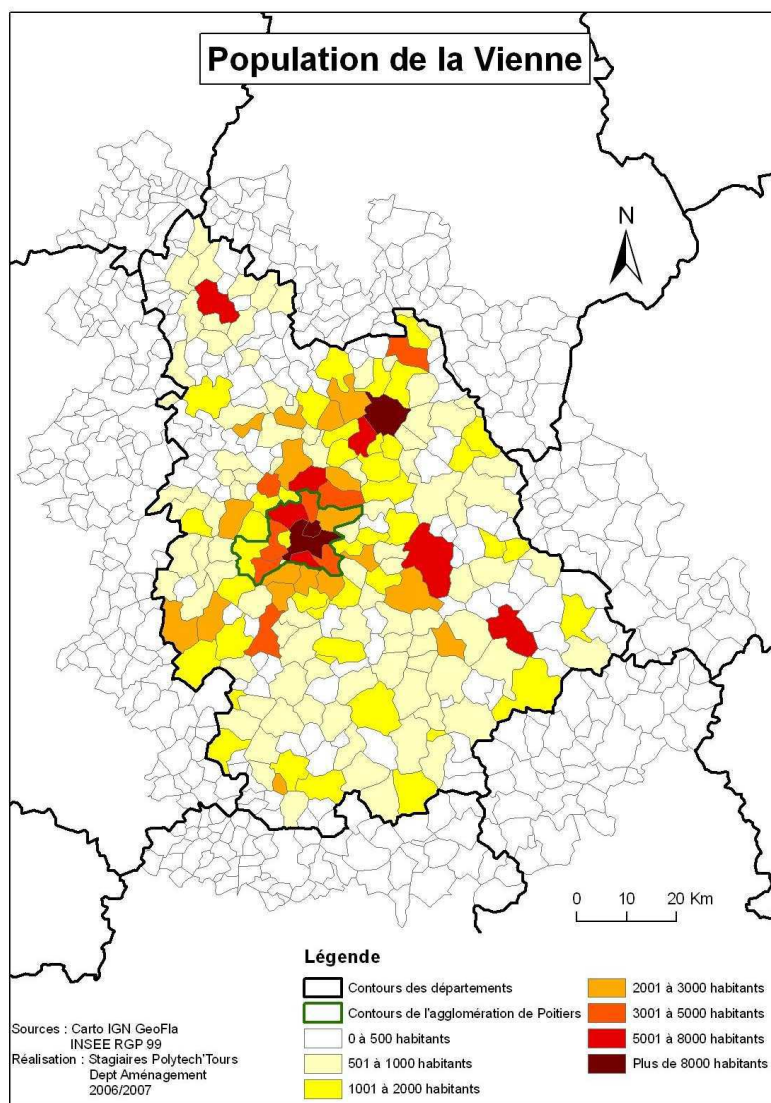 Population de la Vienne
N
0 10 20 Km
Légende
Contours des départements
Contours de l'agglomération de Poitiers
0 à 500 habitants
501 à 1000 habitants
1001 à 2000 habitants
2001 à 3000 habitants
3001 à 5000 habitants
5001 à 8000 habitants
Plus de 8000 habitants
Sources : Carto IGN GeoFla
INSEE RGP 99
Réalisation : Stagiaires Polytech'Tours
Dept Aménagement
2006/2007